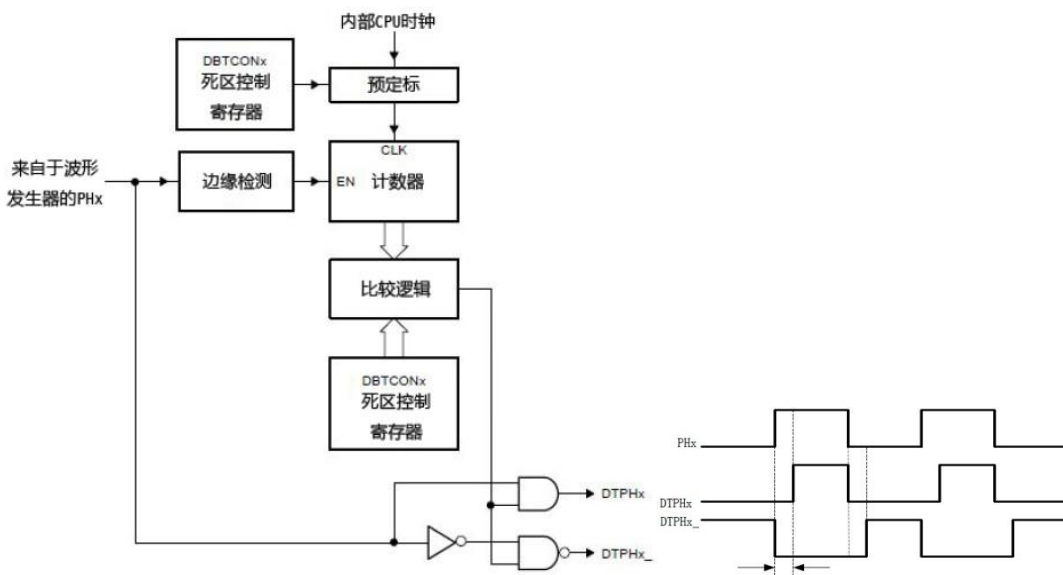 内部CPU时钟
DBTCONx
死区控制
寄存器
预定标
来自于波形
发生器的PHx
边缘检测
CLK
EN
计数器
比较逻辑
DBTCONx
死区控制
寄存器
DTPHx
DTPHx_
PHx
DTPHx
DTPHx_